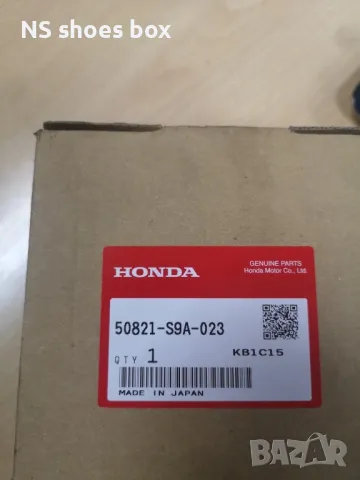 NS shoes box
HONDA
GENUINE PARTS
Honda Motor Co., Ltd.
50821-S9A-023
QTY 1
KB1C15
MADE IN JAPAN
BAZAR